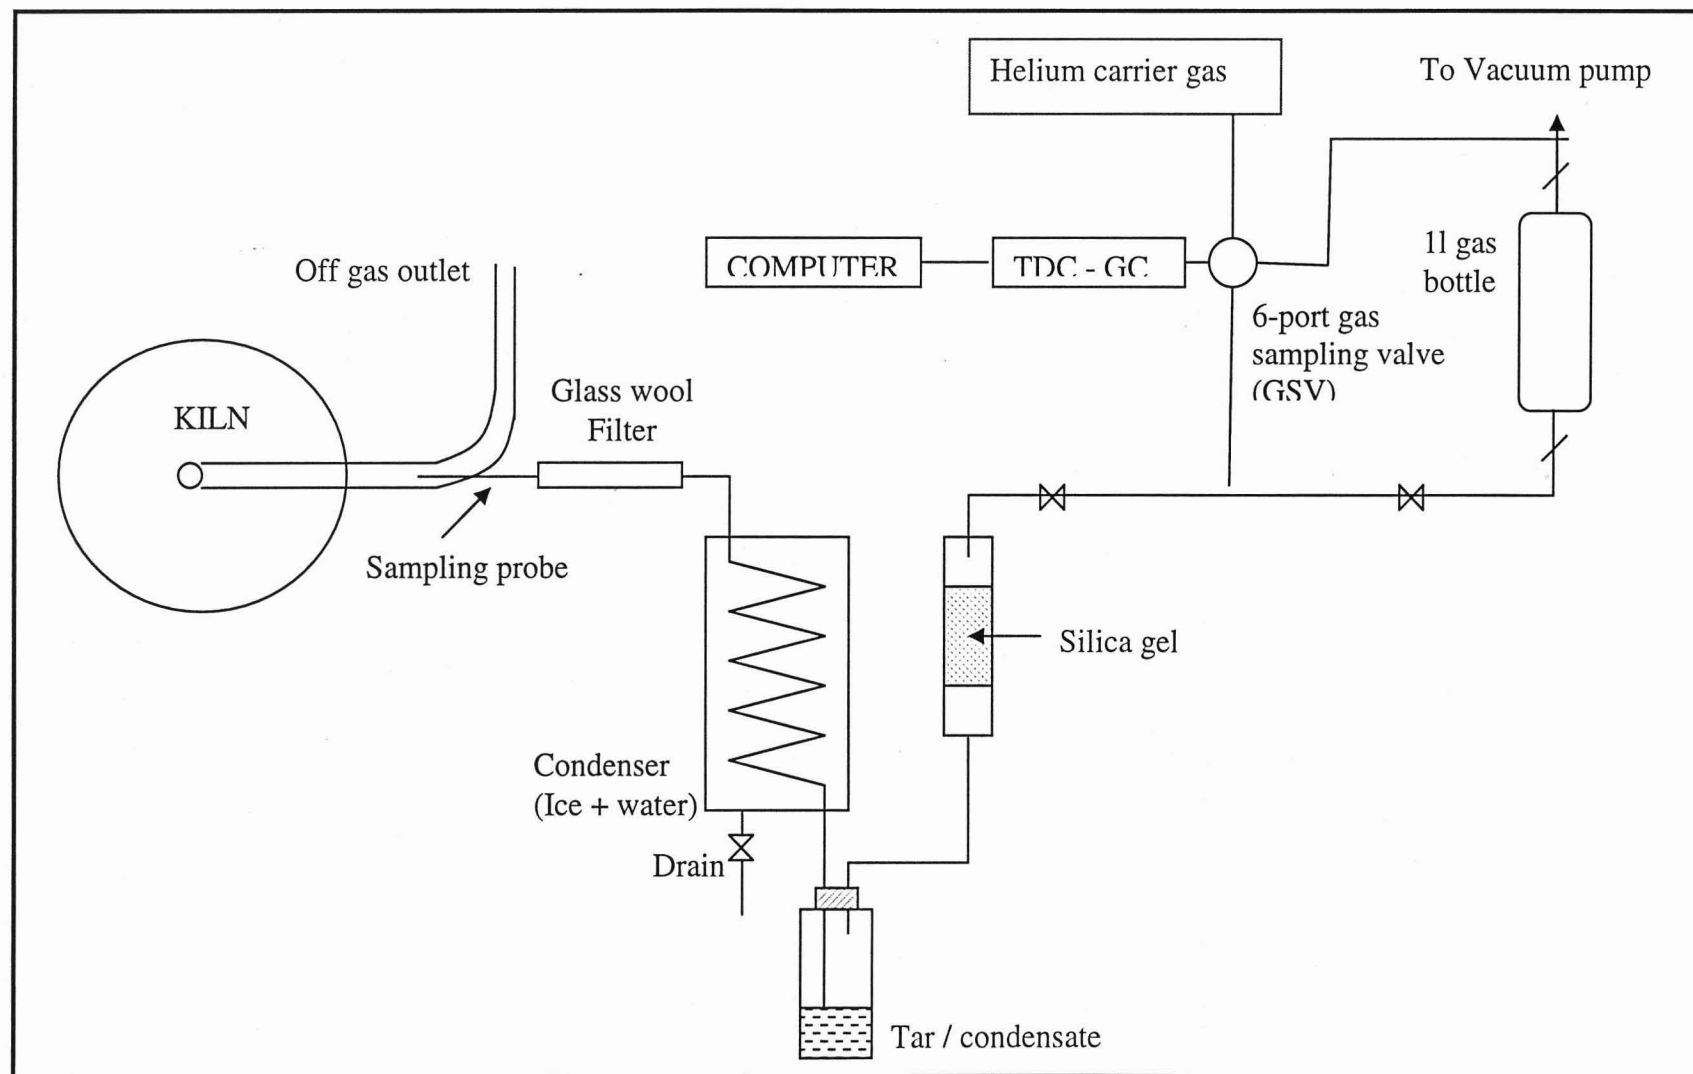 Helium carrier gas
To Vacuum pump
Off gas outlet
COMPUTER
TDC - GC
1l gas
bottle
6-port gas
sampling valve
(GSV)
KILN
Glass wool
Filter
Sampling probe
Silica gel
Condenser
(Ice + water)
Drain
Tar / condensate